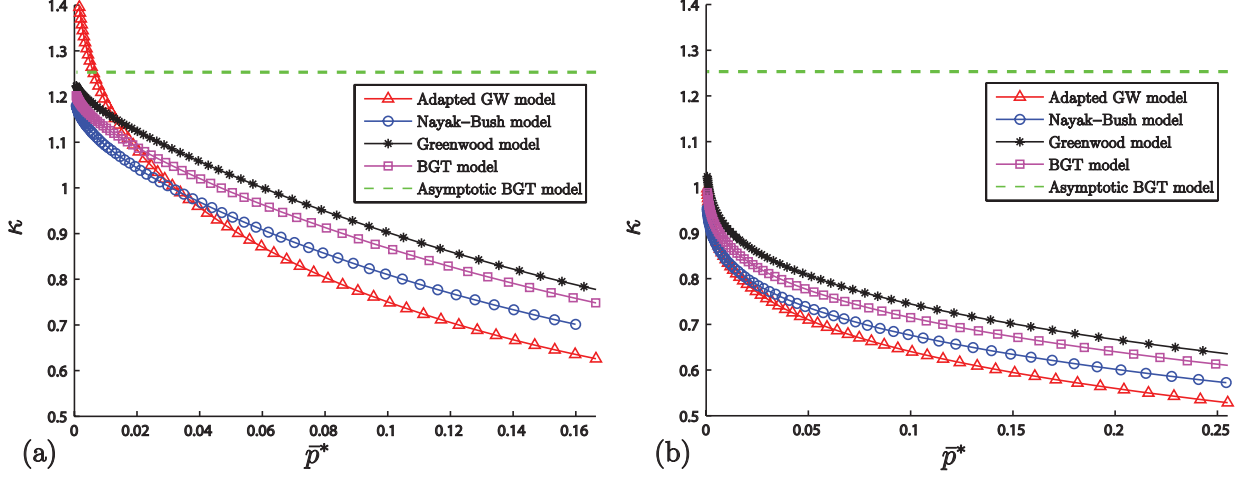 1.4
1.3
1.2
1.1
1
0.9
0.8
0.7
0.6
0.5
κ
Adapted GW model
Nayak–Bush model
Greenwood model
BGT model
Asymptotic BGT model
0 0.02 0.04 0.06 0.08 0.1 0.12 0.14 0.16
(a) p̄*
1.4
1.3
1.2
1.1
1
0.9
0.8
0.7
0.6
0.5
κ
Adapted GW model
Nayak–Bush model
Greenwood model
BGT model
Asymptotic BGT model
0 0.05 0.1 0.15 0.2 0.25
(b) p̄*